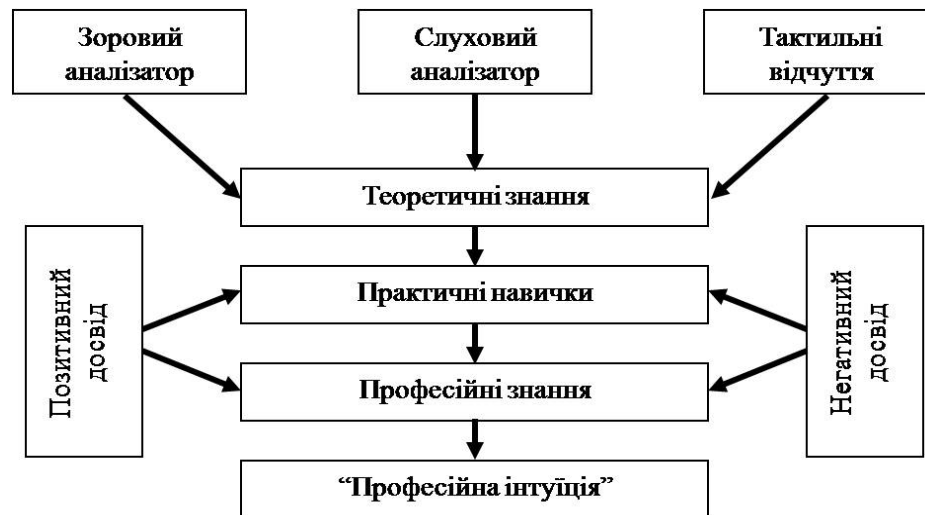 Зоровий
аналізатор
Слуховий
аналізатор
Тактильні
відчуття
Теоретичні знання
Позитивний
досвід
Практичні навички
Негативний
досвід
Професійні знання
“Професійна інтуїція”